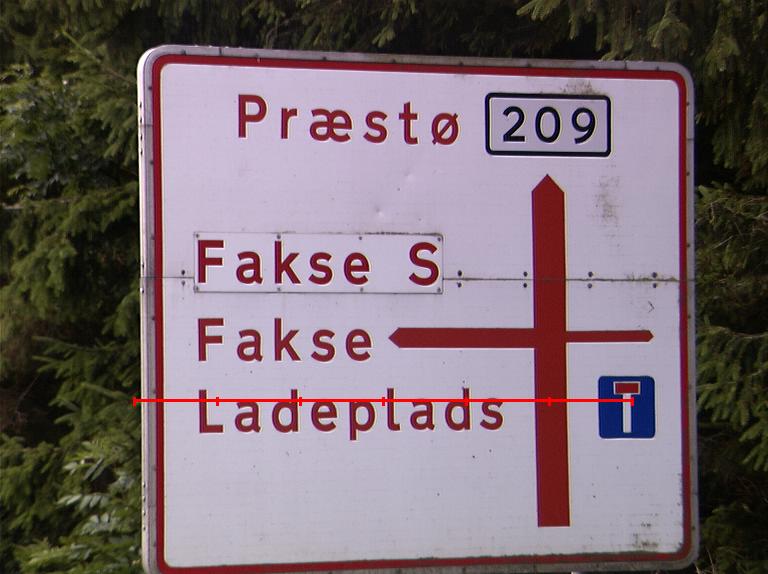 Præstø 209
Fakse S
Fakse
Ladeplads